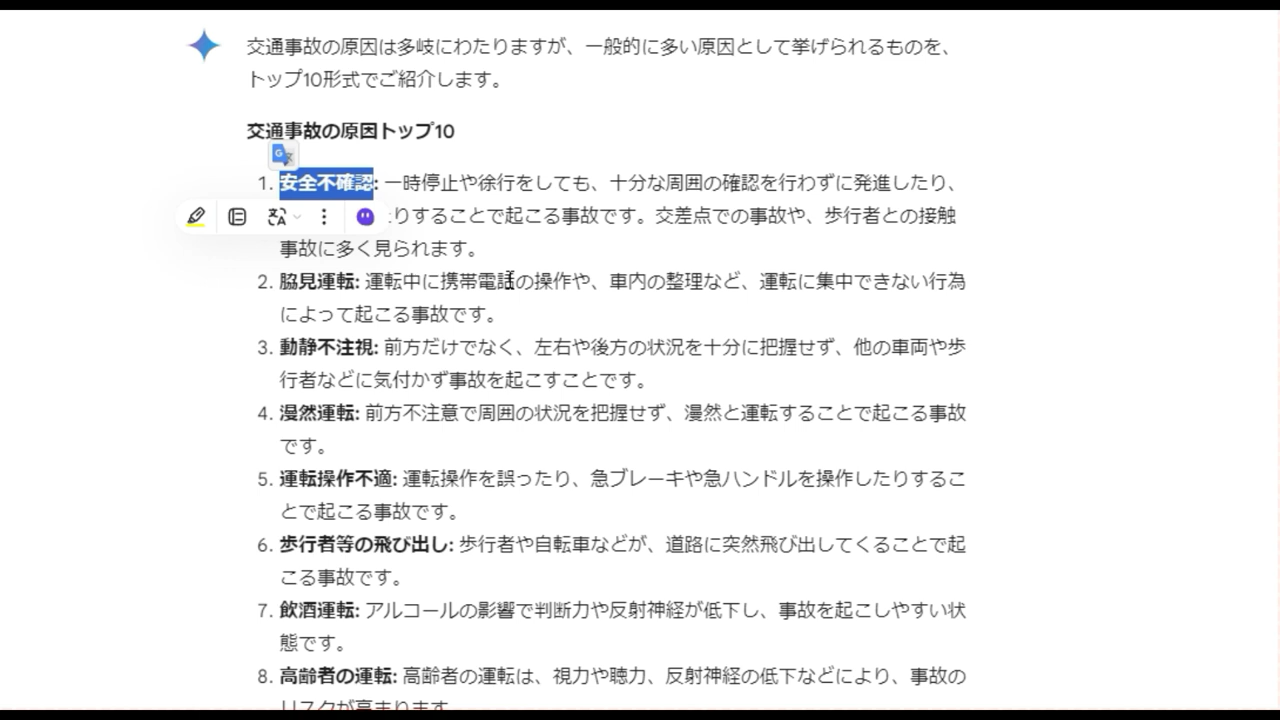 交通事故の原因は多岐にわたりますが、一般的に多い原因として挙げられるものを、
トップ10形式でご紹介します。
交通事故の原因トップ10
1. 安全不確認: 一時停止や徐行をしても、十分な周囲の確認を行わずに発進したり、
りすることで起こる事故です。交差点での事故や、歩行者との接触
事故に多く見られます。
2. 脇見運転: 運転中に携帯電話の操作や、車内の整理など、運転に集中できない行為
によって起こる事故です。
3. 動静不注視: 前方だけでなく、左右や後方の状況を十分に把握せず、他の車両や歩
行者などに気付かず事故を起こすことです。
4. 漫然運転: 前方不注意で周囲の状況を把握せず、漫然と運転することで起こる事故
です。
5. 運転操作不適: 運転操作を誤ったり、急ブレーキや急ハンドルを操作したりするこ
とで起こる事故です。
6. 歩行者等の飛び出し: 歩行者や自転車などが、道路に突然飛び出してくることで起
こる事故です。
7. 飲酒運転: アルコールの影響で判断力や反射神経が低下し、事故を起こしやすい状
態です。
8. 高齢者の運転: 高齢者の運転は、視力や聴力、反射神経の低下などにより、事故の
リスクが高まります